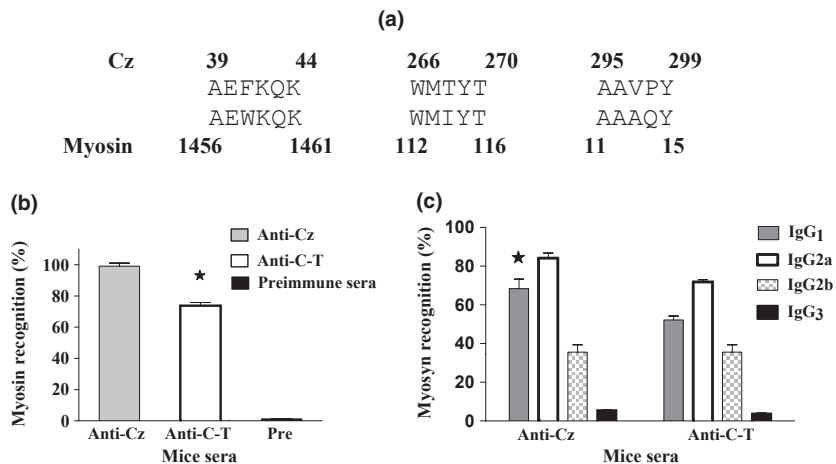 (a)
Cz 39 44 266 270 295 299
AEFKQK WMTYT AAVPY
AEWKQK WMIYT AAAQY
Myosin 1456 1461 112 116 11 15
(b)
Myosin recognition (%)
120
100
80
60
40
20
0
Anti-Cz
Anti-C-T
Preimmune sera
Anti-Cz Anti-C-T Pre
Mice sera
(c)
Myosyn recognition (%)
100
80
60
40
20
0
IgG1
IgG2a
IgG2b
IgG3
Anti-Cz Anti-C-T
Mice sera